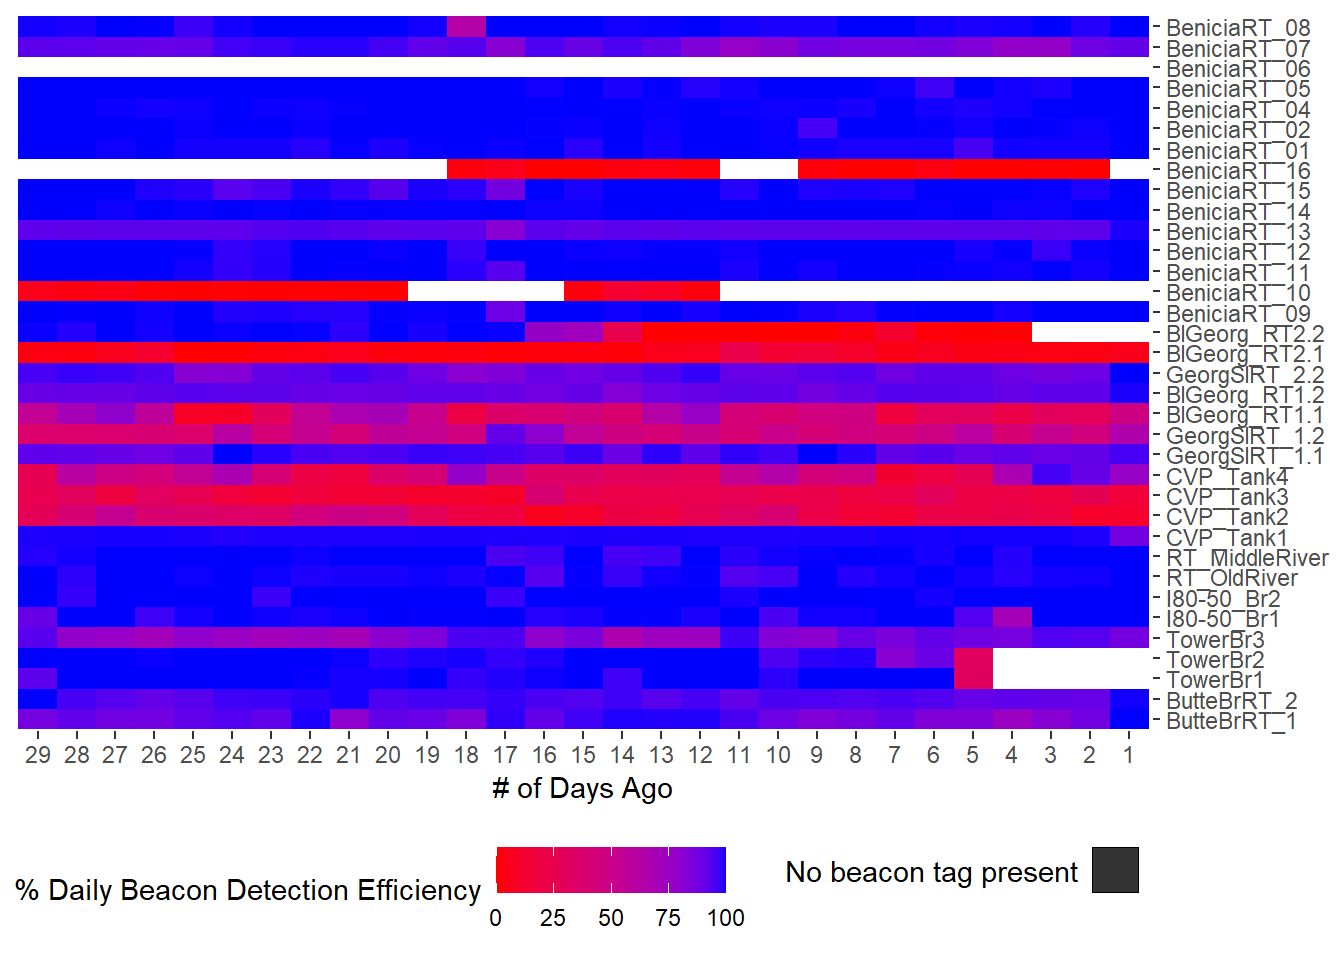 BeniciaRT_08
BeniciaRT_07
BeniciaRT_06
BeniciaRT_05
BeniciaRT_04
BeniciaRT_02
BeniciaRT_01
BeniciaRT_16
BeniciaRT_15
BeniciaRT_14
BeniciaRT_13
BeniciaRT_12
BeniciaRT_11
BeniciaRT_10
BeniciaRT_09
BlGeorg_RT2.2
BlGeorg_RT2.1
GeorgSlRT_2.2
BlGeorg_RT1.2
BlGeorg_RT1.1
GeorgSlRT_1.2
GeorgSlRT_1.1
CVP_Tank4
CVP_Tank3
CVP_Tank2
CVP_Tank1
RT_MiddleRiver
RT_OldRiver
I80-50_Br2
I80-50_Br1
TowerBr3
TowerBr2
TowerBr1
ButteBrRT_2
ButteBrRT_1
29 28 27 26 25 24 23 22 21 20 19 18 17 16 15 14 13 12 11 10 9 8 7 6 5 4 3 2 1
# of Days Ago
% Daily Beacon Detection Efficiency
0 25 50 75 100
No beacon tag present